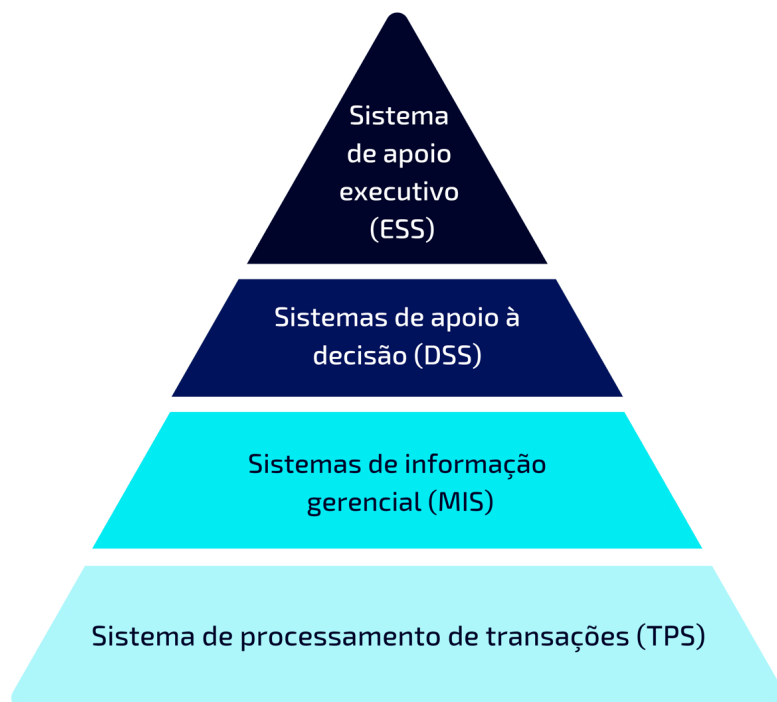 Sistema
de apoio
executivo
(ESS)
Sistemas de apoio à
decisão (DSS)
Sistemas de informação
gerencial (MIS)
Sistema de processamento de transações (TPS)